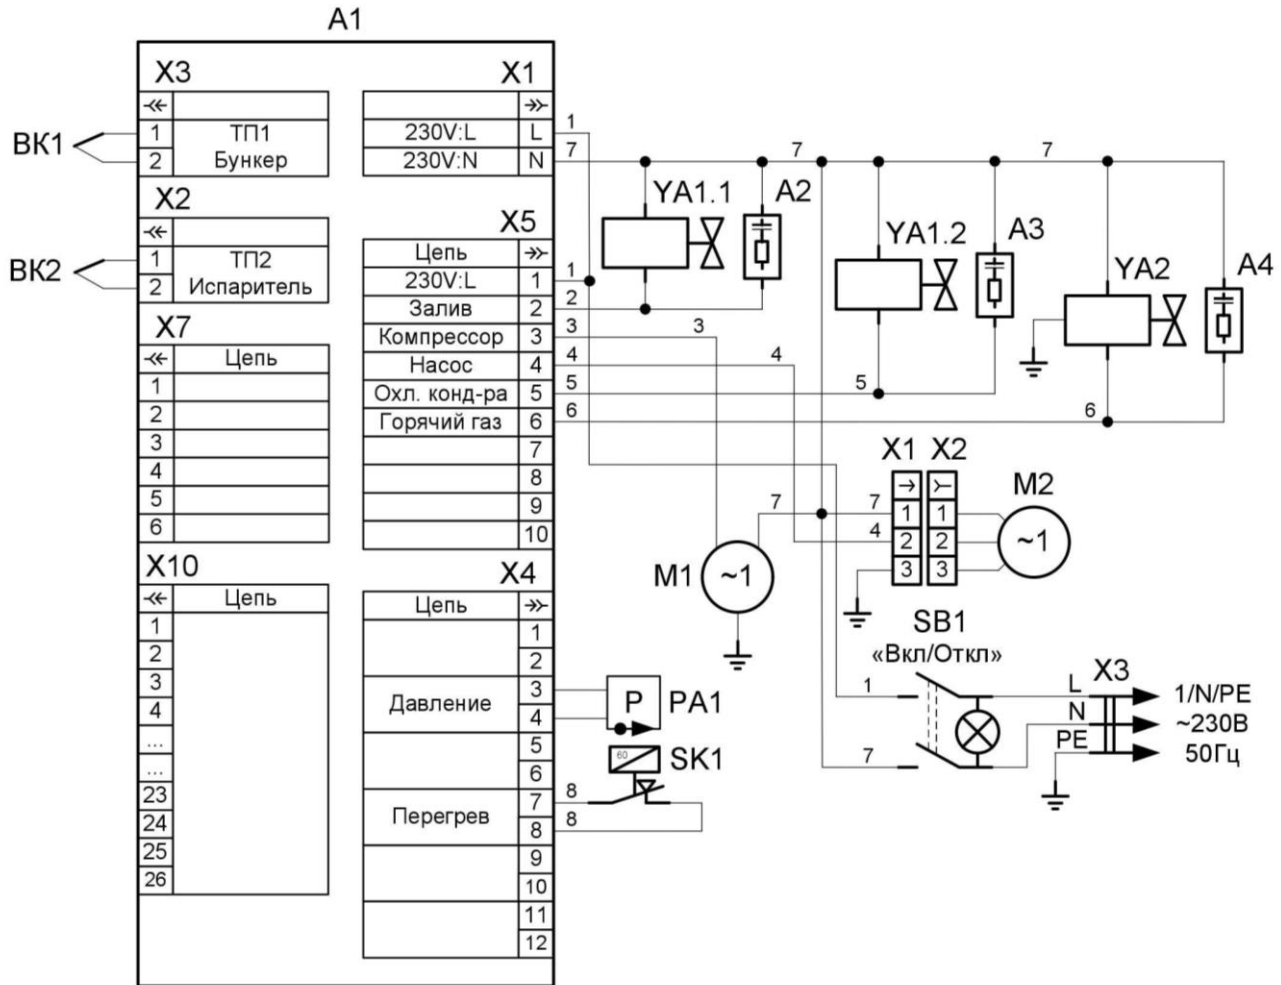 A1
X3
1
2
ТП1
Бункер
BK1
X2
1
2
ТП2
Испаритель
BK2
X7
Цепь
1
2
3
4
5
6
X10
Цепь
1
2
3
4
...
...
23
24
25
26
X1
230V:L L 1
230V:N N 7
X5
Цепь
230V:L 1 1
Залив 2 2
Компрессор 3 3
Насос 4 4
Охл. конд-ра 5 5
Горячий газ 6 6
7
8
9
10
X4
Цепь
1
2
Давление
3
4
5
6
Перегрев
7 8
8 8
9
10
11
12
7
7
YA1.1
A2
YA1.2
A3
YA2
A4
3
4
5
6
X1 X2
7 1 1
4 2 2
3 3
M2
~1
7
M1
~1
P
PA1
60
SK1
SB1
«Вкл/Откл»
1
7
X3
L
N
PE
1/N/PE
~230В
50Гц